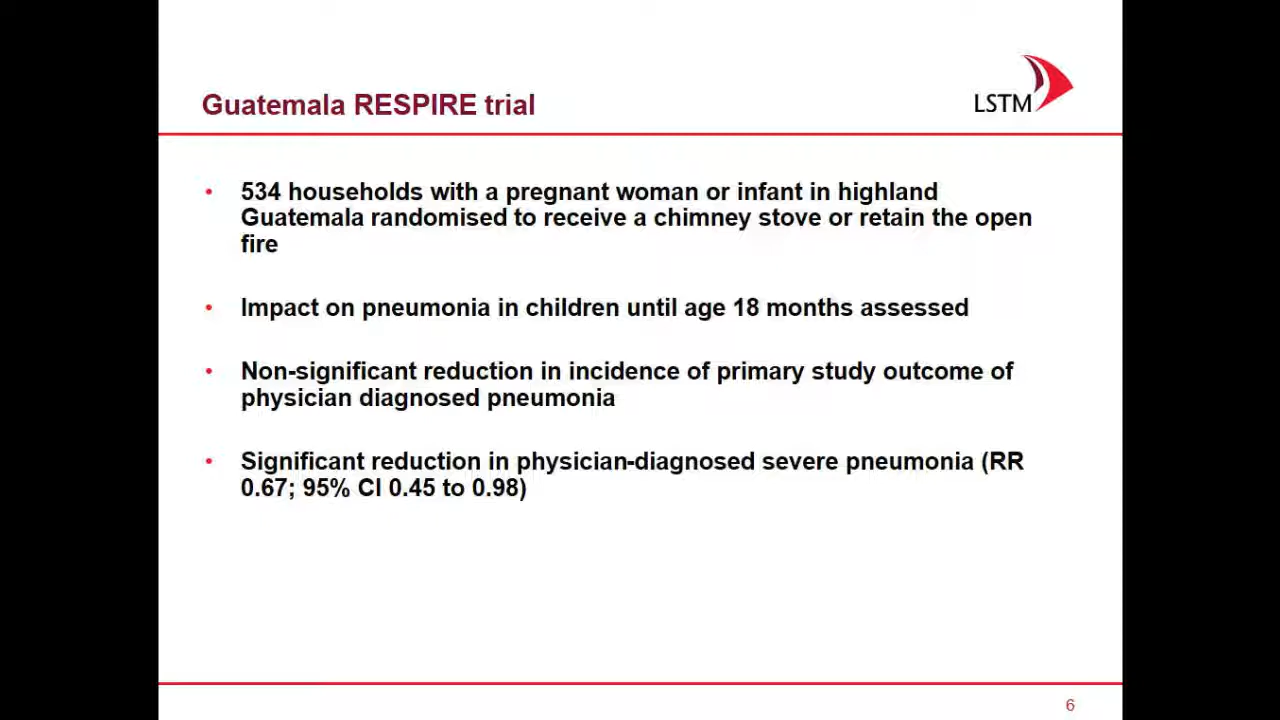 Guatemala RESPIRE trial
LSTM
• 534 households with a pregnant woman or infant in highland
Guatemala randomised to receive a chimney stove or retain the open
fire
• Impact on pneumonia in children until age 18 months assessed
• Non-significant reduction in incidence of primary study outcome of
physician diagnosed pneumonia
• Significant reduction in physician-diagnosed severe pneumonia (RR
0.67; 95% CI 0.45 to 0.98)
6